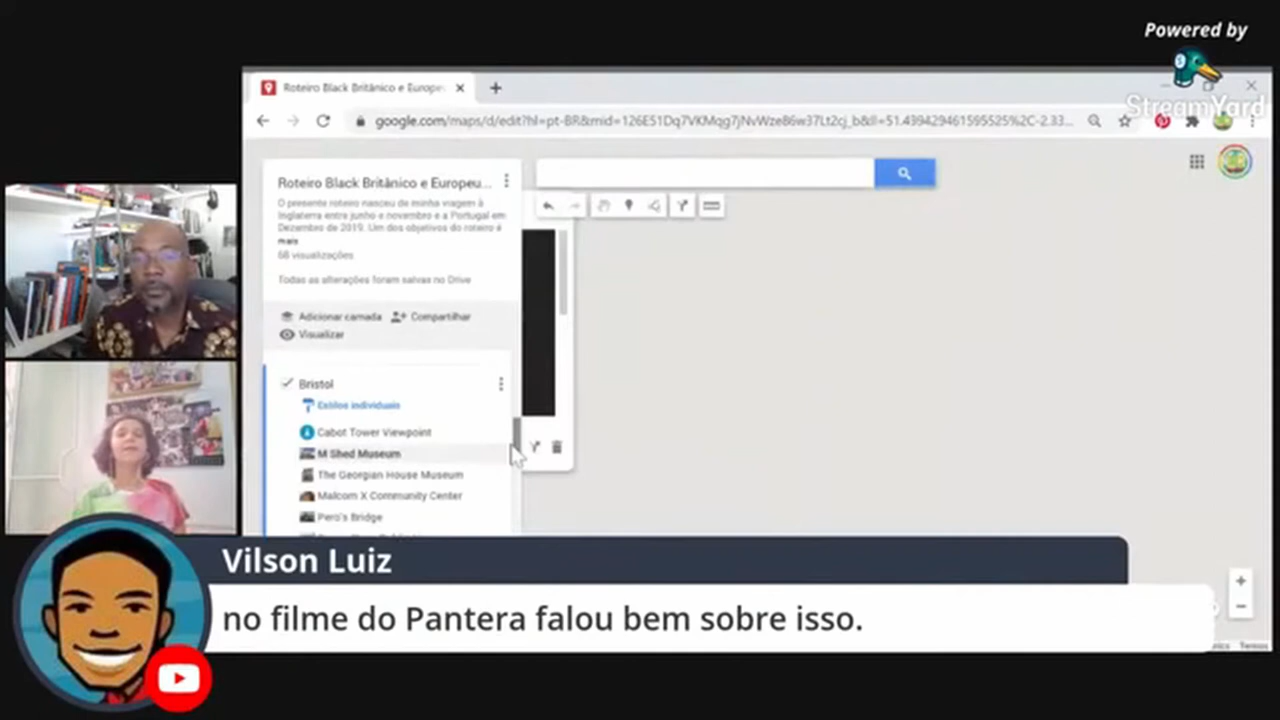 Powered by
StreamYard
Roteiro Black Britânico e Europe
google.com/maps/d/edit?hl=pt-BR&mid=126E51Dq7VKMqg7jNvWze86w37Lt2cj_b&ll=51.439429461595525%2C-2.33...
Roteiro Black Britânico e Europeu...
O presente roteiro nasceu de minha viagem à
Inglaterra entre junho e novembro e a Portugal em
Dezembro de 2019. Um dos objetivos do roteiro é
mais
68 visualizações
Todas as alterações foram salvas no Drive
Adicionar camada Compartilhar
Visualizar
Bristol
Estilos individuais
Cabot Tower Viewpoint
M Shed Museum
The Georgian House Museum
Malcom X Community Center
Pero's Bridge
Vilson Luiz
no filme do Pantera falou bem sobre isso.
Termos